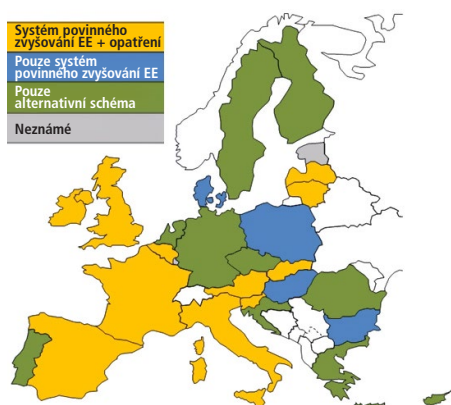 Systém povinného
zvyšování EE + opatření
Pouze systém
povinného zvyšování EE
Pouze
alternativní schéma
Neznámé